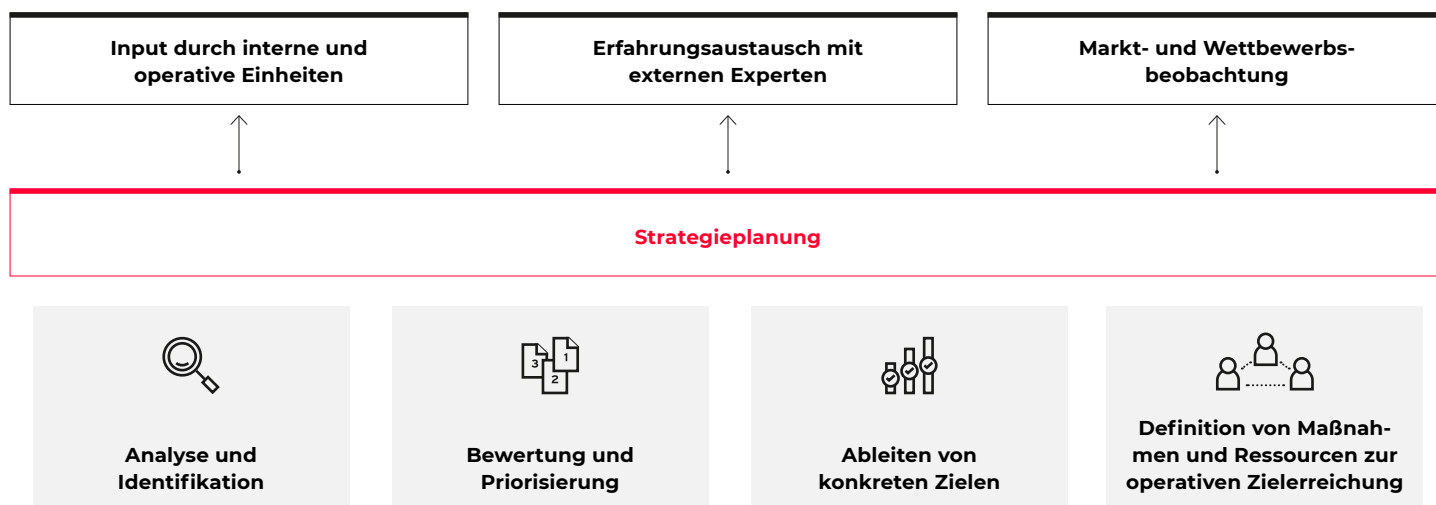 Input durch interne und
operative Einheiten
Erfahrungsaustausch mit
externen Experten
Markt- und Wettbewerbs-
beobachtung
Strategieplanung
3
1
2
Analyse und
Identifikation
Bewertung und
Priorisierung
Ableiten von
konkreten Zielen
Definition von Maßnah-
men und Ressourcen zur
operativen Zielerreichung